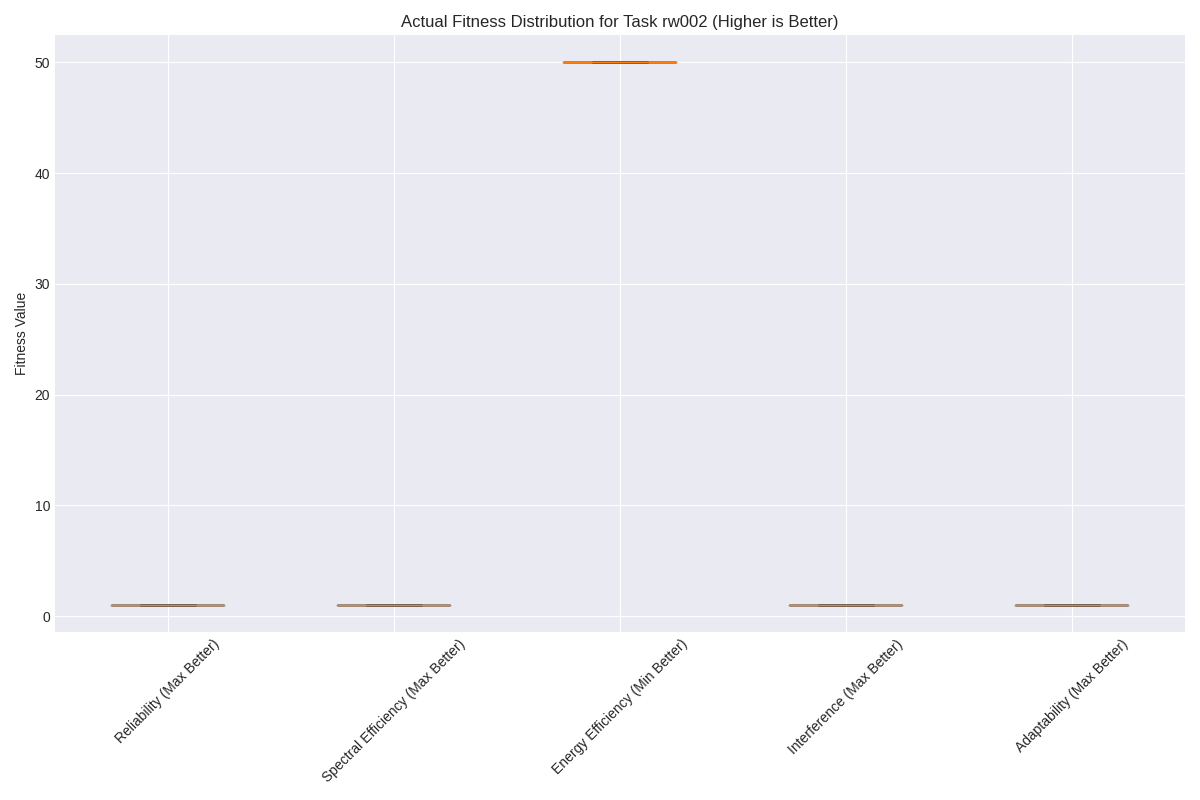 Actual Fitness Distribution for Task rw002 (Higher is Better)
Fitness Value
50
40
30
20
10
0
Reliability (Max Better)
Spectral Efficiency (Max Better)
Energy Efficiency (Min Better)
Interference (Max Better)
Adaptability (Max Better)